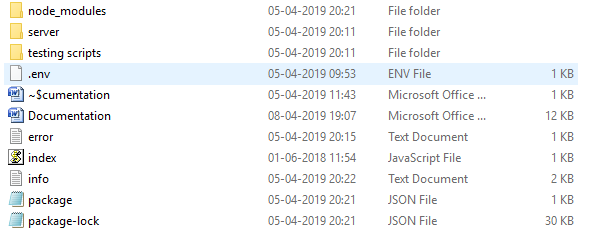 node_modules 05-04-2019 20:21 File folder
server 05-04-2019 20:11 File folder
testing scripts 05-04-2019 20:11 File folder
.env 05-04-2019 09:53 ENV File 1 KB
~$cumentation 05-04-2019 11:43 Microsoft Office ... 1 KB
Documentation 08-04-2019 19:07 Microsoft Office ... 12 KB
error 05-04-2019 20:15 Text Document 1 KB
index 01-06-2018 11:54 JavaScript File 1 KB
info 05-04-2019 20:22 Text Document 2 KB
package 05-04-2019 20:21 JSON File 1 KB
package-lock 05-04-2019 20:21 JSON File 30 KB